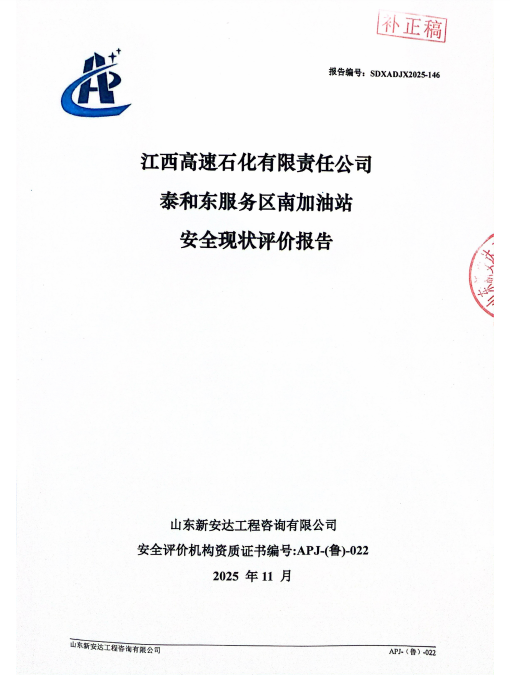 补正稿
报告编号：SDXADJX2025-146
江西高速石化有限责任公司
泰和东服务区南加油站
安全现状评价报告
山东新安达工程咨询有限公司
安全评价机构资质证书编号:APJ-(鲁)-022
2025 年 11 月
山东新安达工程咨询有限公司
APJ-（鲁）-022